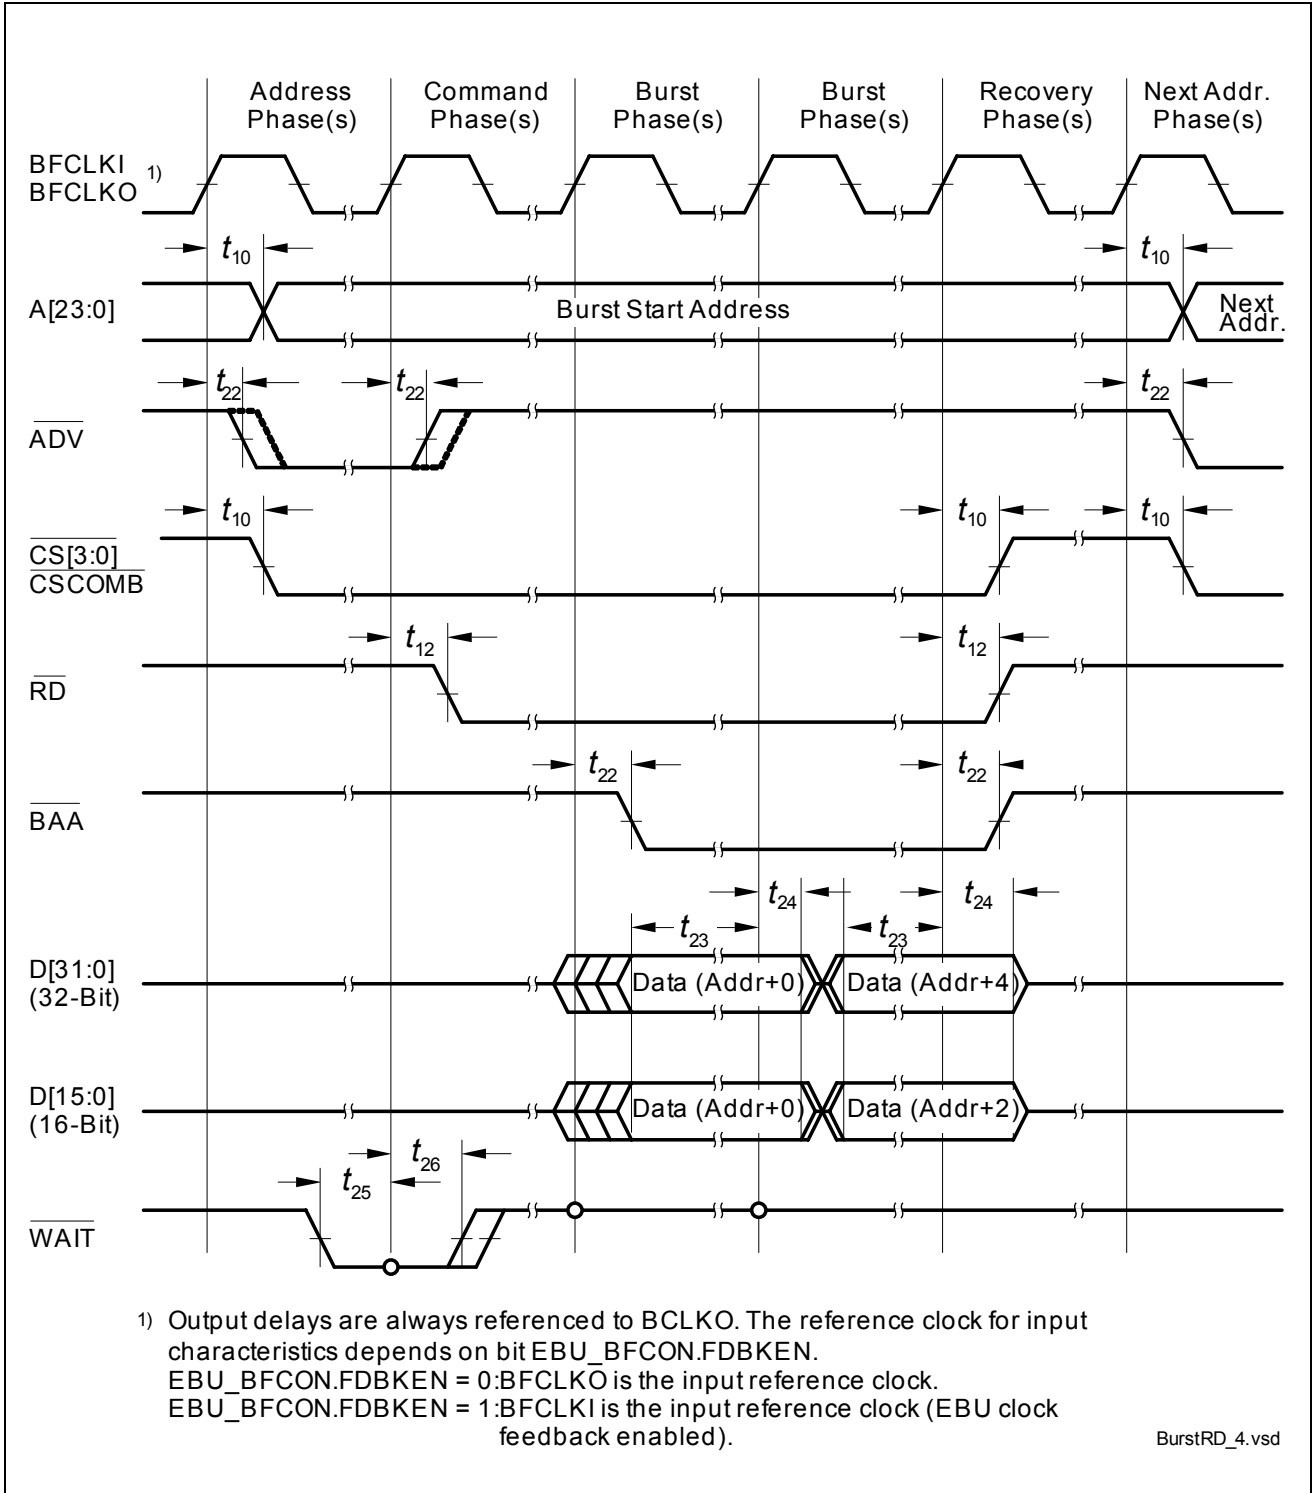 Address Phase(s)
Command Phase(s)
Burst Phase(s)
Burst Phase(s)
Recovery Phase(s)
Next Addr. Phase(s)
BFCLKI
BFCLKO 1)
t10
t10
A[23:0]
Burst Start Address
Next Addr.
t22
t22
t22
ADV
t10
t10
t10
CS[3:0]
CSCOMB
t12
t12
RD
t22
t22
BAA
t24
t24
t23
t23
D[31:0]
(32-Bit)
Data (Addr+0)
Data (Addr+4)
D[15:0]
(16-Bit)
Data (Addr+0)
Data (Addr+2)
t26
t25
WAIT
1) Output delays are always referenced to BCLKO. The reference clock for input
characteristics depends on bit EBU_BFCON.FDBKEN.
EBU_BFCON.FDBKEN = 0:BFCLKO is the input reference clock.
EBU_BFCON.FDBKEN = 1:BFCLKI is the input reference clock (EBU clock
feedback enabled).
BurstRD_4.vsd